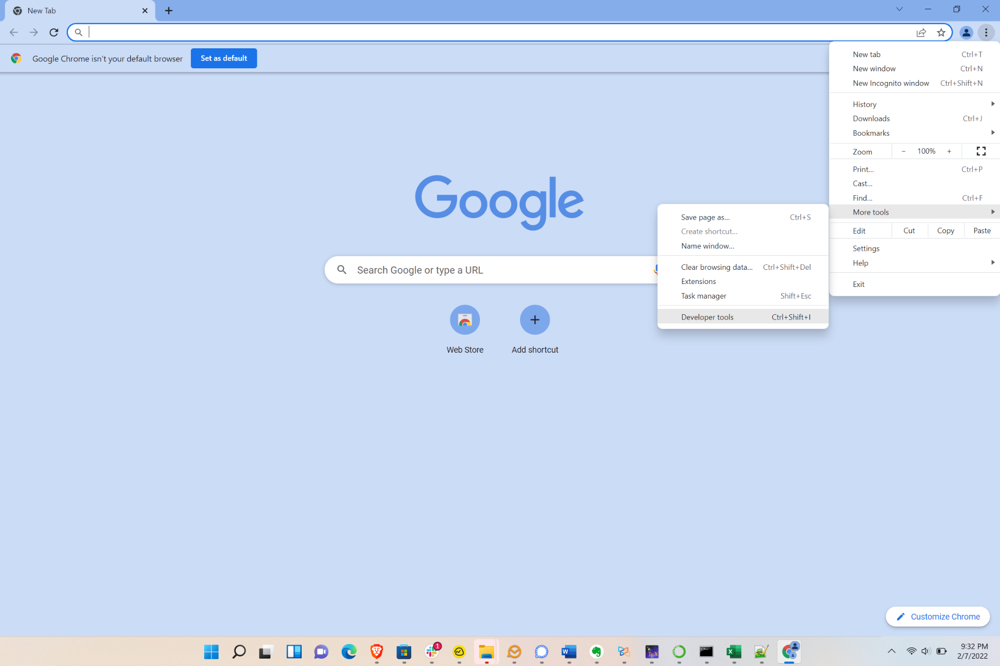 New Tab
Google Chrome isn't your default browser
Set as default
New tab Ctrl+T
New window Ctrl+N
New Incognito window Ctrl+Shift+N
History
Downloads Ctrl+J
Bookmarks
Zoom − 100% +
Print... Ctrl+P
Cast...
Find... Ctrl+F
More tools
Edit Cut Copy Paste
Settings
Help
Exit
Save page as... Ctrl+S
Create shortcut...
Name window...
Clear browsing data... Ctrl+Shift+Del
Extensions
Task manager Shift+Esc
Developer tools Ctrl+Shift+I
Google
Search Google or type a URL
Web Store
Add shortcut
Customize Chrome
1
W
TEX
X
9:32 PM
2/7/2022